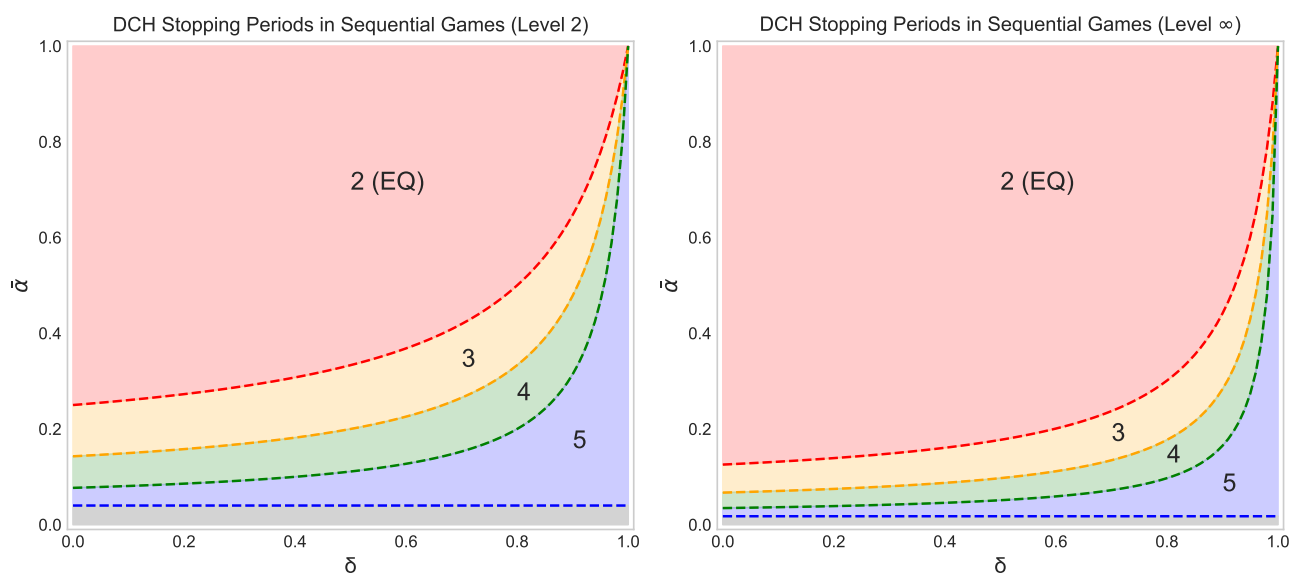 DCH Stopping Periods in Sequential Games (Level 2)
1.0
0.8
0.6
0.4
0.2
0.0
ᾱ
2 (EQ)
3
4
5
0.0 0.2 0.4 0.6 0.8 1.0
δ
DCH Stopping Periods in Sequential Games (Level ∞)
1.0
0.8
0.6
0.4
0.2
0.0
ᾱ
2 (EQ)
3
4
5
0.0 0.2 0.4 0.6 0.8 1.0
δ